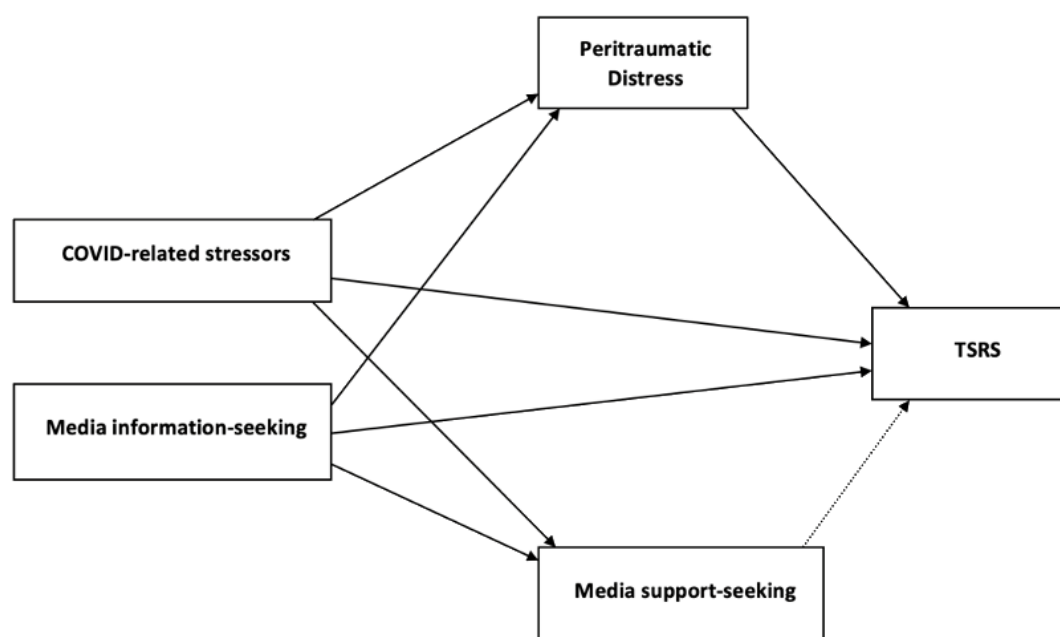 Peritraumatic
Distress
COVID-related stressors
TSRS
Media information-seeking
Media support-seeking